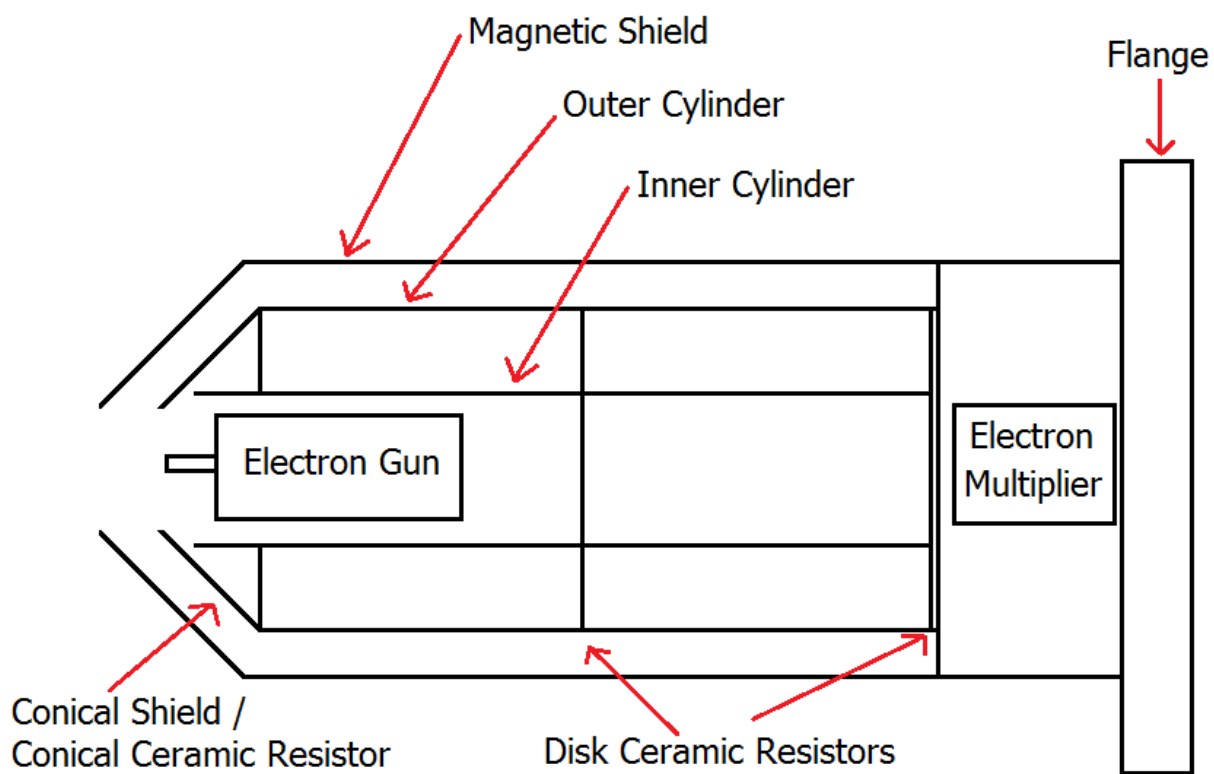 Magnetic Shield
Flange
Outer Cylinder
Inner Cylinder
Electron Gun
Electron
Multiplier
Conical Shield /
Conical Ceramic Resistor
Disk Ceramic Resistors